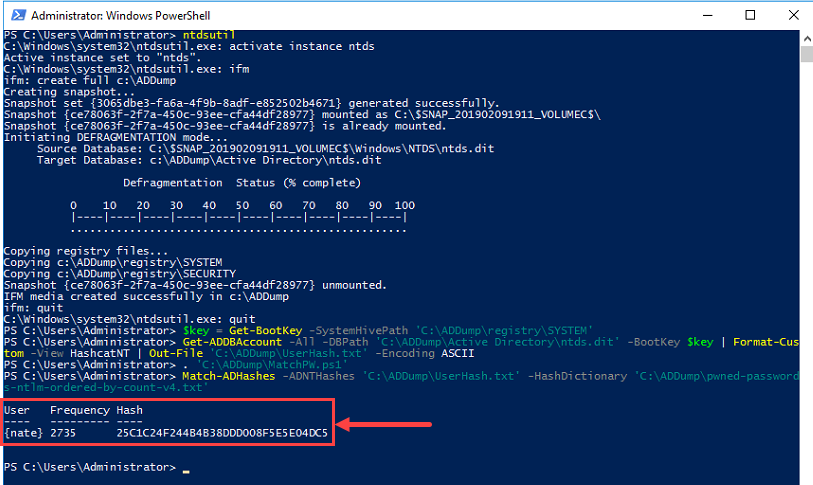 Administrator: Windows PowerShell
PS C:\Users\Administrator> ntdsutil
C:\Windows\system32\ntdsutil.exe: activate instance ntds
Active instance set to "ntds".
C:\Windows\system32\ntdsutil.exe: ifm
ifm: create full c:\ADDump
Creating snapshot...
Snapshot set {3065dbe3-fa6a-4f9b-8adf-e852502b4671} generated successfully.
Snapshot {ce78063f-2f7a-450c-93ee-cfa44df28977} mounted as C:\$SNAP_201902091911_VOLUMEC$\
Snapshot {ce78063f-2f7a-450c-93ee-cfa44df28977} is already mounted.
Initiating DEFRAGMENTATION mode...
     Source Database: C:\$SNAP_201902091911_VOLUMEC$\Windows\NTDS\ntds.dit
     Target Database: c:\ADDump\Active Directory\ntds.dit
                  Defragmentation  Status (% complete)
          0    10   20   30   40   50   60   70   80   90  100
          |----|----|----|----|----|----|----|----|----|----|
          ...................................................
Copying registry files...
Copying c:\ADDump\registry\SYSTEM
Copying c:\ADDump\registry\SECURITY
Snapshot {ce78063f-2f7a-450c-93ee-cfa44df28977} unmounted.
IFM media created successfully in c:\ADDump
ifm: quit
C:\Windows\system32\ntdsutil.exe: quit
PS C:\Users\Administrator> $key = Get-BootKey -SystemHivePath 'C:\ADDump\registry\SYSTEM'
PS C:\Users\Administrator> Get-ADDBAccount -All -DBPath 'C:\ADDump\Active Directory\ntds.dit' -BootKey $key | Format-Cus
tom -View HashcatNT | Out-File 'C:\ADDump\UserHash.txt' -Encoding ASCII
PS C:\Users\Administrator> . 'C:\ADDump\MatchPW.ps1'
PS C:\Users\Administrator> Match-ADHashes -ADNTHashes 'C:\ADDump\UserHash.txt' -HashDictionary 'C:\ADDump\pwned-password
s-ntlm-ordered-by-count-v4.txt'
User   Frequency Hash
----   --------- ----
{nate} 2735      25C1C24F244B4B38DDD008F5E5E04DC5
PS C:\Users\Administrator> _